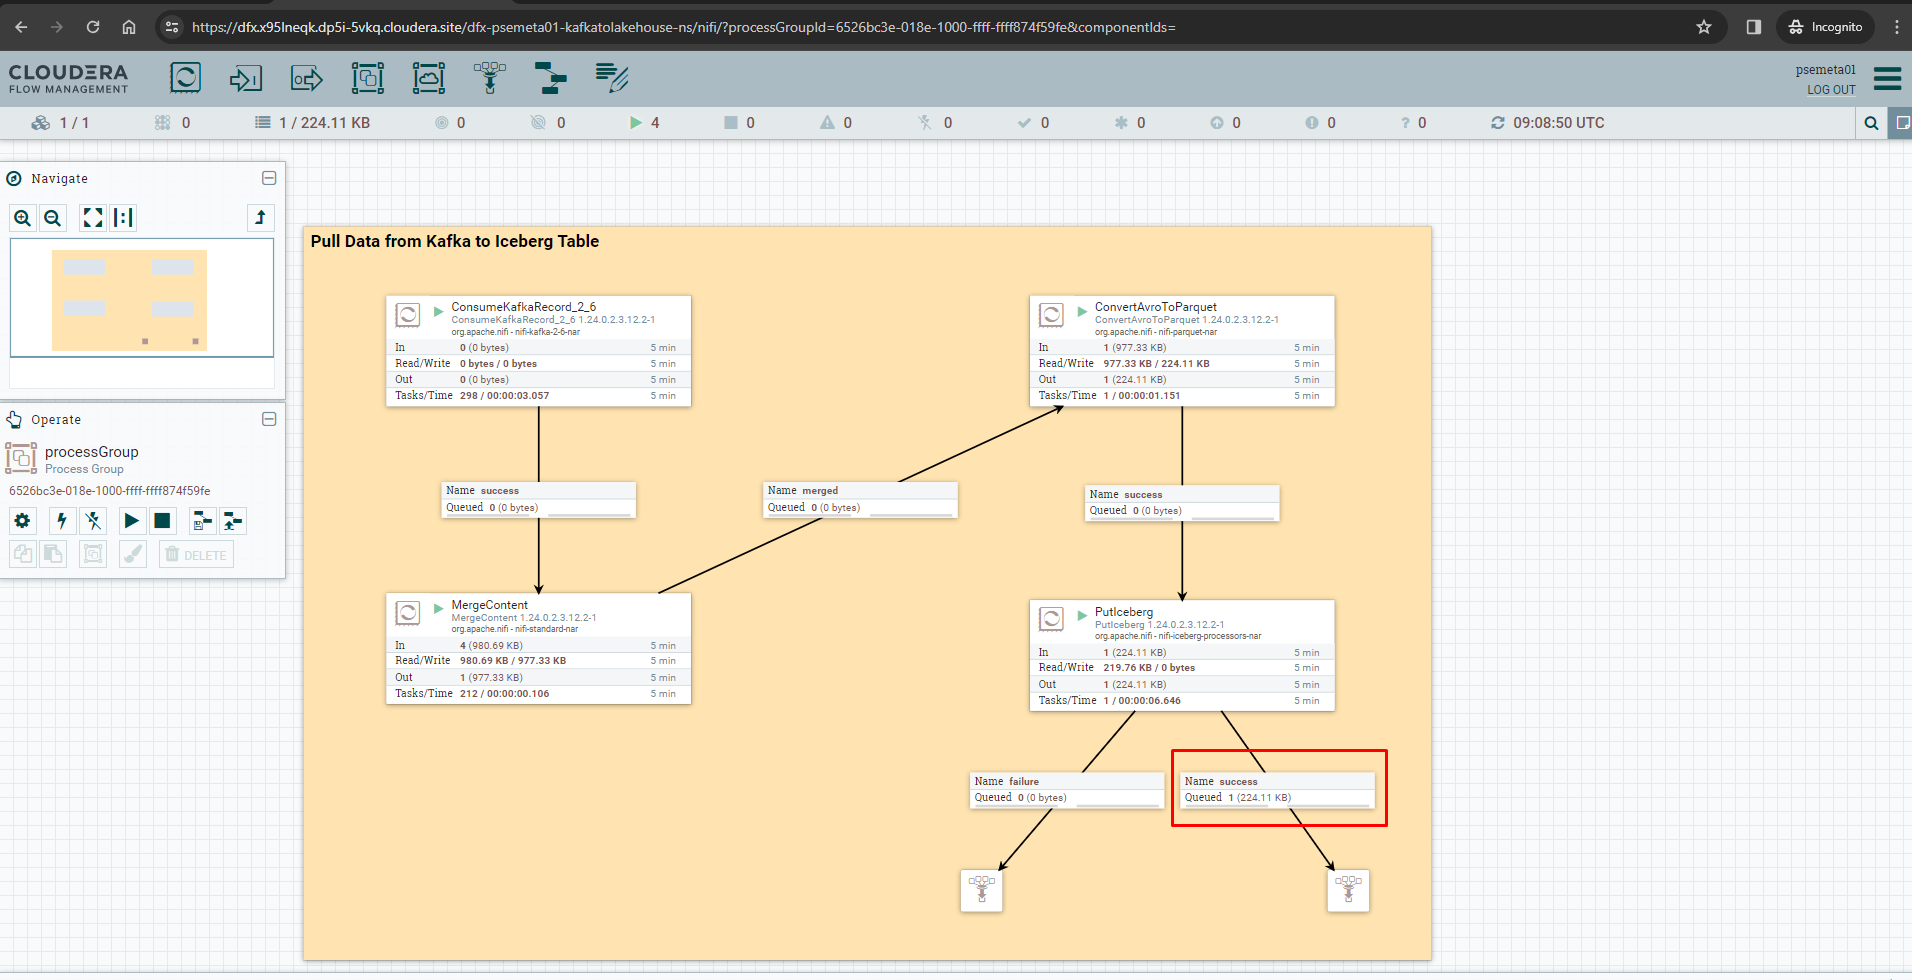 https://dfx.x95lneqk.dp5i-5vkq.cloudera.site/dfx-psemeta01-kafkatolakehouse-ns/nifi/?processGroupId=6526bc3e-018e-1000-ffff-ffff874f59fe&componentIds=
Incognito
CLOUDERA
FLOW MANAGEMENT
psemeta01
LOG OUT
1 / 1 0 1 / 224.11 KB 0 0 4 0 0 0 0 0 0 0 ? 0 09:08:50 UTC
Navigate
Operate
processGroup
Process Group
6526bc3e-018e-1000-ffff-ffff874f59fe
DELETE
Pull Data from Kafka to Iceberg Table
ConsumeKafkaRecord_2_6
ConsumeKafkaRecord_2_6 1.24.0.2.3.12.2-1
org.apache.nifi - nifi-kafka-2-6-nar
In 0 (0 bytes) 5 min
Read/Write 0 bytes / 0 bytes 5 min
Out 0 (0 bytes) 5 min
Tasks/Time 298 / 00:00:03.057 5 min
ConvertAvroToParquet
ConvertAvroToParquet 1.24.0.2.3.12.2-1
org.apache.nifi - nifi-parquet-nar
In 1 (977.33 KB) 5 min
Read/Write 977.33 KB / 224.11 KB 5 min
Out 1 (224.11 KB) 5 min
Tasks/Time 1 / 00:00:01.151 5 min
Name success
Queued 0 (0 bytes)
Name merged
Queued 0 (0 bytes)
Name success
Queued 0 (0 bytes)
MergeContent
MergeContent 1.24.0.2.3.12.2-1
org.apache.nifi - nifi-standard-nar
In 4 (980.69 KB) 5 min
Read/Write 980.69 KB / 977.33 KB 5 min
Out 1 (977.33 KB) 5 min
Tasks/Time 212 / 00:00:00.106 5 min
PutIceberg
PutIceberg 1.24.0.2.3.12.2-1
org.apache.nifi - nifi-iceberg-processors-nar
In 1 (224.11 KB) 5 min
Read/Write 219.76 KB / 0 bytes 5 min
Out 1 (224.11 KB) 5 min
Tasks/Time 1 / 00:00:06.646 5 min
Name failure
Queued 0 (0 bytes)
Name success
Queued 1 (224.11 KB)